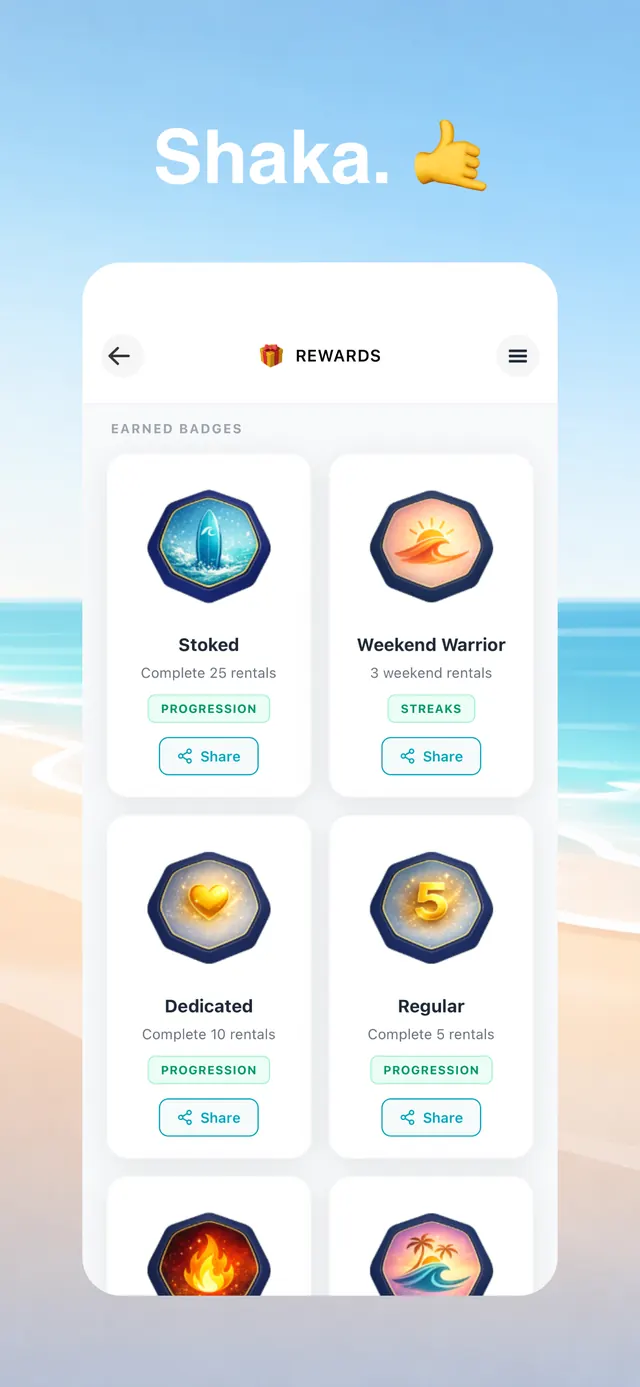 Shaka. 🤙
🎁 REWARDS
EARNED BADGES
Stoked
Complete 25 rentals
PROGRESSION
Share
Weekend Warrior
3 weekend rentals
STREAKS
Share
Dedicated
Complete 10 rentals
PROGRESSION
Share
5
Regular
Complete 5 rentals
PROGRESSION
Share